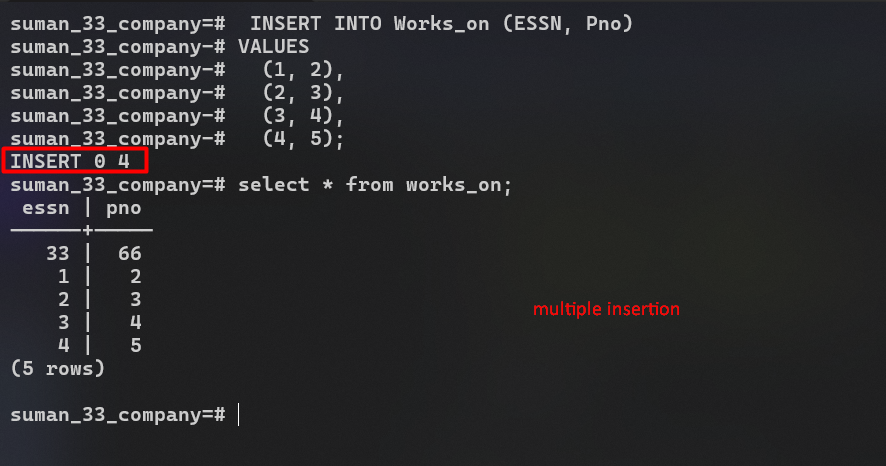 suman_33_company=#  INSERT INTO Works_on (ESSN, Pno)
suman_33_company-# VALUES
suman_33_company-#   (1, 2),
suman_33_company-#   (2, 3),
suman_33_company-#   (3, 4),
suman_33_company-#   (4, 5);
INSERT 0 4
suman_33_company=# select * from works_on;
 essn | pno
------+-----
   33 |  66
    1 |   2
    2 |   3
    3 |   4
    4 |   5
(5 rows)
multiple insertion
suman_33_company=#